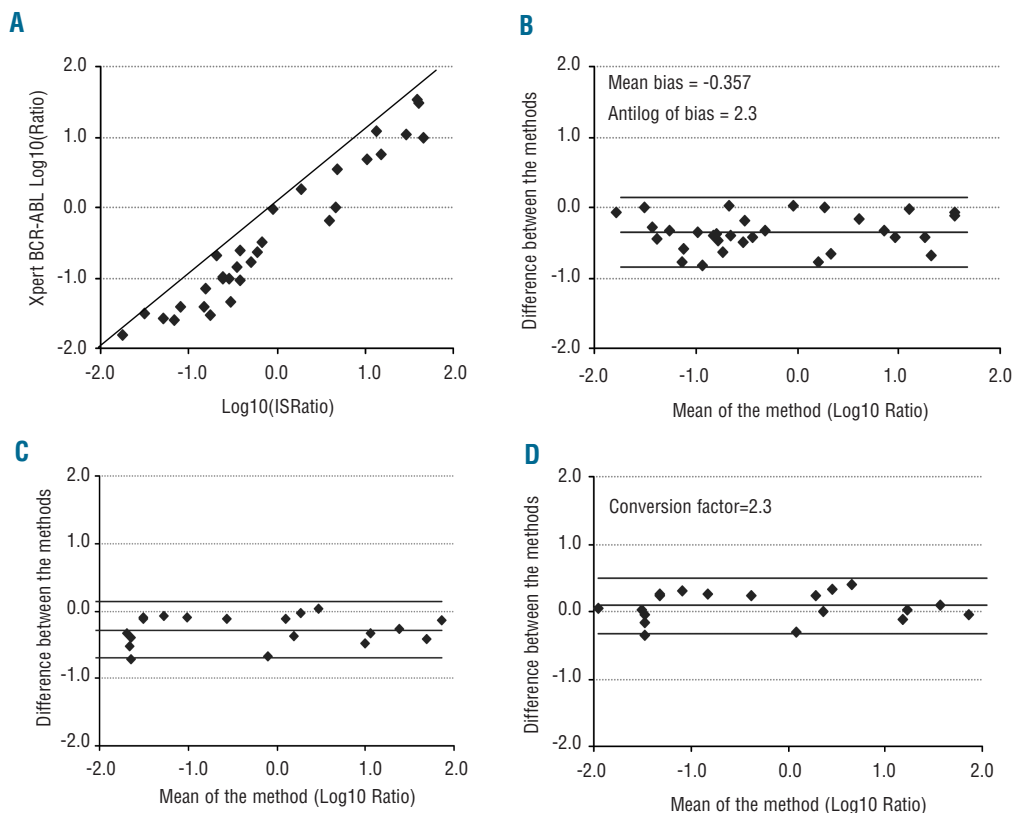 A
Xpert BCR-ABL Log10(Ratio)
2.0
1.0
0.0
-1.0
-2.0
-2.0 -1.0 0.0 1.0 2.0
Log10(ISRatio)
B
Difference between the methods
2.0
1.0
0.0
-1.0
-2.0
Mean bias = -0.357
Antilog of bias = 2.3
-2.0 -1.0 0.0 1.0 2.0
Mean of the method (Log10 Ratio)
C
Difference between the methods
2.0
1.0
0.0
-1.0
-2.0
-2.0 -1.0 0.0 1.0 2.0
Mean of the method (Log10 Ratio)
D
Difference between the methods
2.0
1.0
0.0
-1.0
-2.0
Conversion factor=2.3
-2.0 -1.0 0.0 1.0 2.0
Mean of the method (Log10 Ratio)